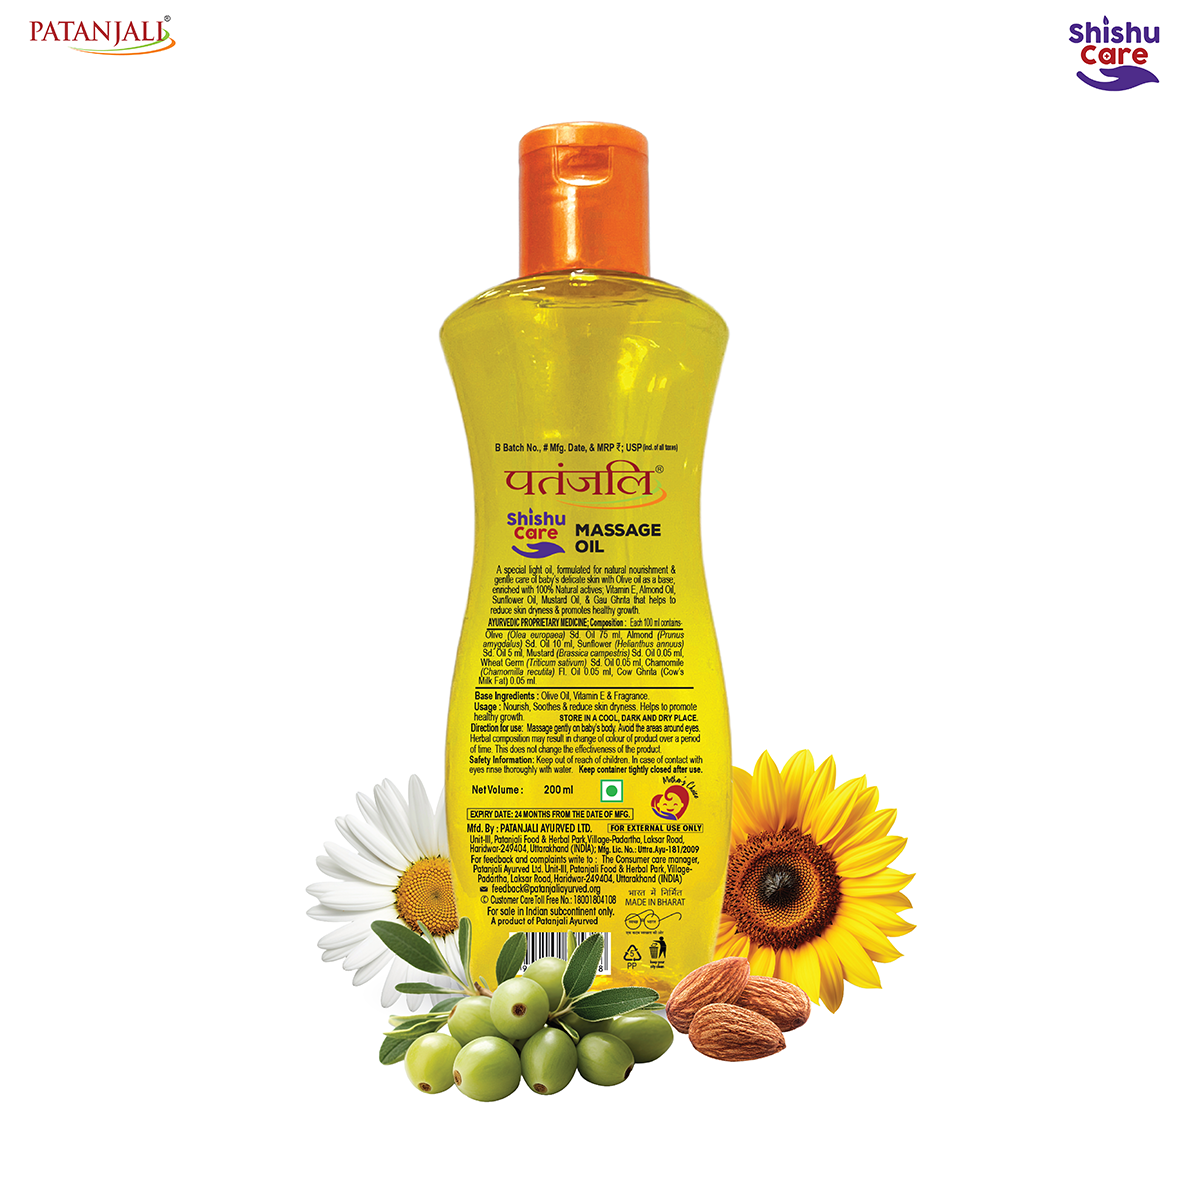 PATANJALI®
Shishu
Care
B Batch No., # Mfg. Date, & MRP ₹; USP (incl. of all taxes)
पतंजलि®
Shishu
Care
MASSAGE
OIL
A special light oil, formulated for natural nourishment &
gentle care of baby's delicate skin with Olive oil as a base,
enriched with 100% Natural actives; Vitamin E, Almond Oil,
Sunflower Oil, Mustard Oil, & Gau Ghrita that helps to
reduce skin dryness & promotes healthy growth.
AYURVEDIC PROPRIETARY MEDICINE; Composition : Each 100 ml contains-
Olive (Olea europaea) Sd. Oil 75 ml, Almond (Prunus
amygdalus) Sd. Oil 10 ml, Sunflower (Helianthus annuus)
Sd. Oil 5 ml, Mustard (Brassica campestris) Sd. Oil 0.05 ml,
Wheat Germ (Triticum sativum) Sd. Oil 0.05 ml, Chamomile
(Chamomilla recutita) Fl. Oil 0.05 ml, Cow Ghrita (Cow's
Milk Fat) 0.05 ml.
Base Ingredients : Olive Oil, Vitamin E & Fragrance.
Usage : Nourish, Soothes & reduce skin dryness. Helps to promote
healthy growth. STORE IN A COOL, DARK AND DRY PLACE.
Direction for use: Massage gently on baby's body. Avoid the areas around eyes.
Herbal composition may result in change of colour of product over a period
of time. This does not change the effectiveness of the product.
Safety Information: Keep out of reach of children. In case of contact with
eyes rinse thoroughly with water. Keep container tightly closed after use.
Net Volume : 200 ml
Mother's Choice
EXPIRY DATE: 24 MONTHS FROM THE DATE OF MFG.
Mfd. By : PATANJALI AYURVED LTD. FOR EXTERNAL USE ONLY
Unit-III, Patanjali Food & Herbal Park, Village-Padartha, Laksar Road,
Haridwar-249404, Uttarakhand (INDIA); Mfg. Lic. No.: Uttra.Ayu-181/2009
For feedback and complaints write to : The Consumer care manager,
Patanjali Ayurved Ltd. Unit-III, Patanjali Food & Herbal Park, Village-
Padartha, Laksar Road, Haridwar-249404, Uttarakhand (INDIA)
feedback@patanjaliayurved.org
Customer Care Toll Free No.: 18001804108
For sale in Indian subcontinent only.
A product of Patanjali Ayurved
भारत में निर्मित
MADE IN BHARAT
एक कदम स्वच्छता की ओर
5
PP
keep your
city clean
9
8